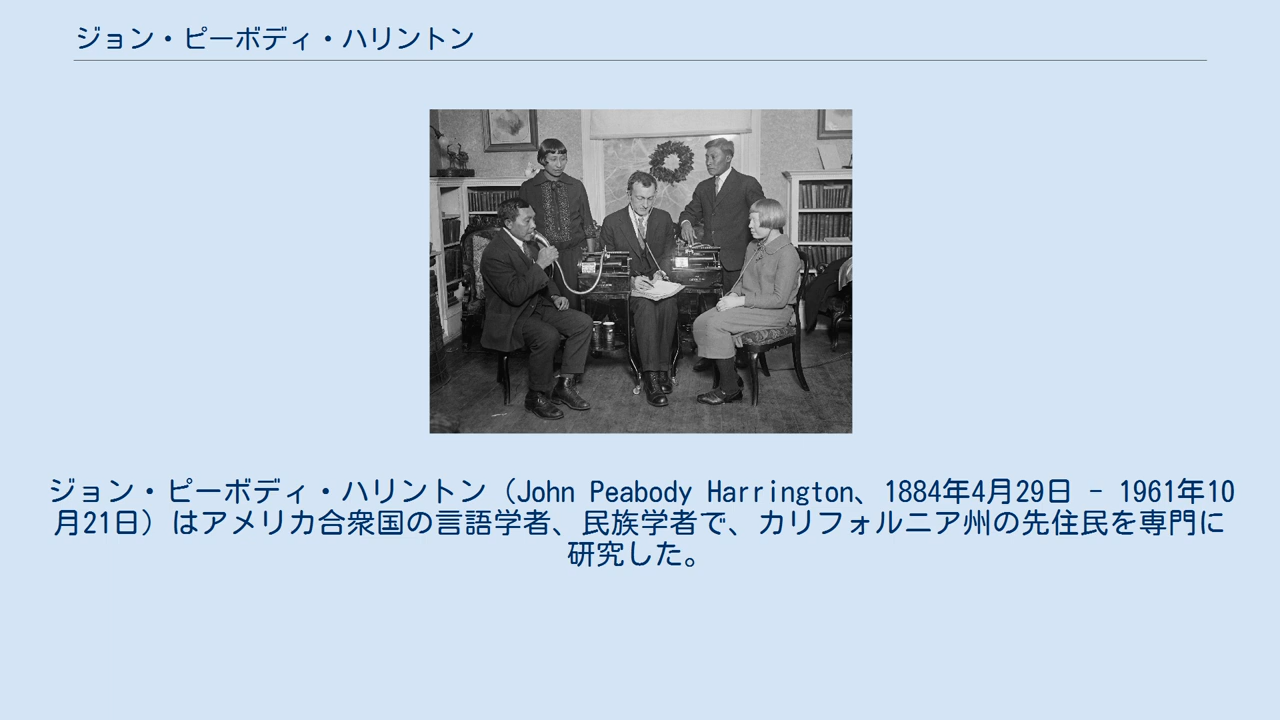 ジョン・ピーボディ・ハリントン
ジョン・ピーボディ・ハリントン（John Peabody Harrington、1884年4月29日 - 1961年10
月21日）はアメリカ合衆国の言語学者、民族学者で、カリフォルニア州の先住民を専門に
研究した。